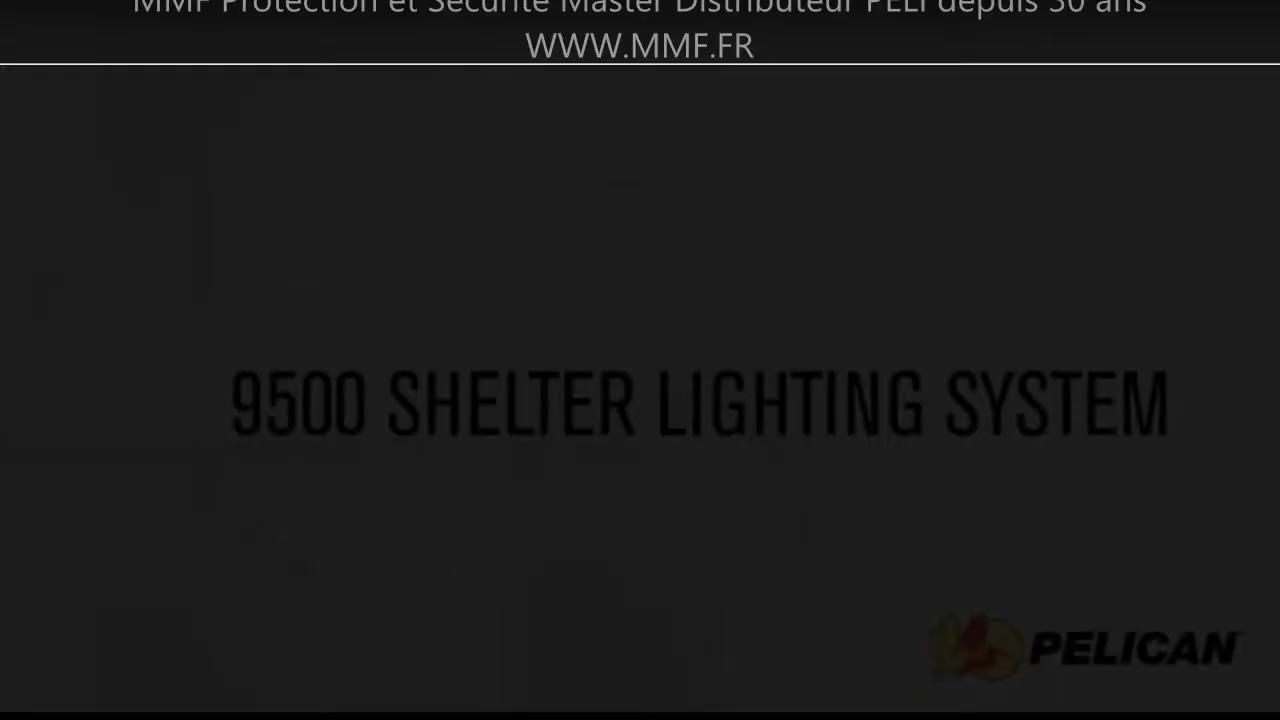 MMF Protection et Sécurité Master Distributeur PELI depuis 30 ans
WWW.MMF.FR
9500 SHELTER LIGHTING SYSTEM
PELICAN